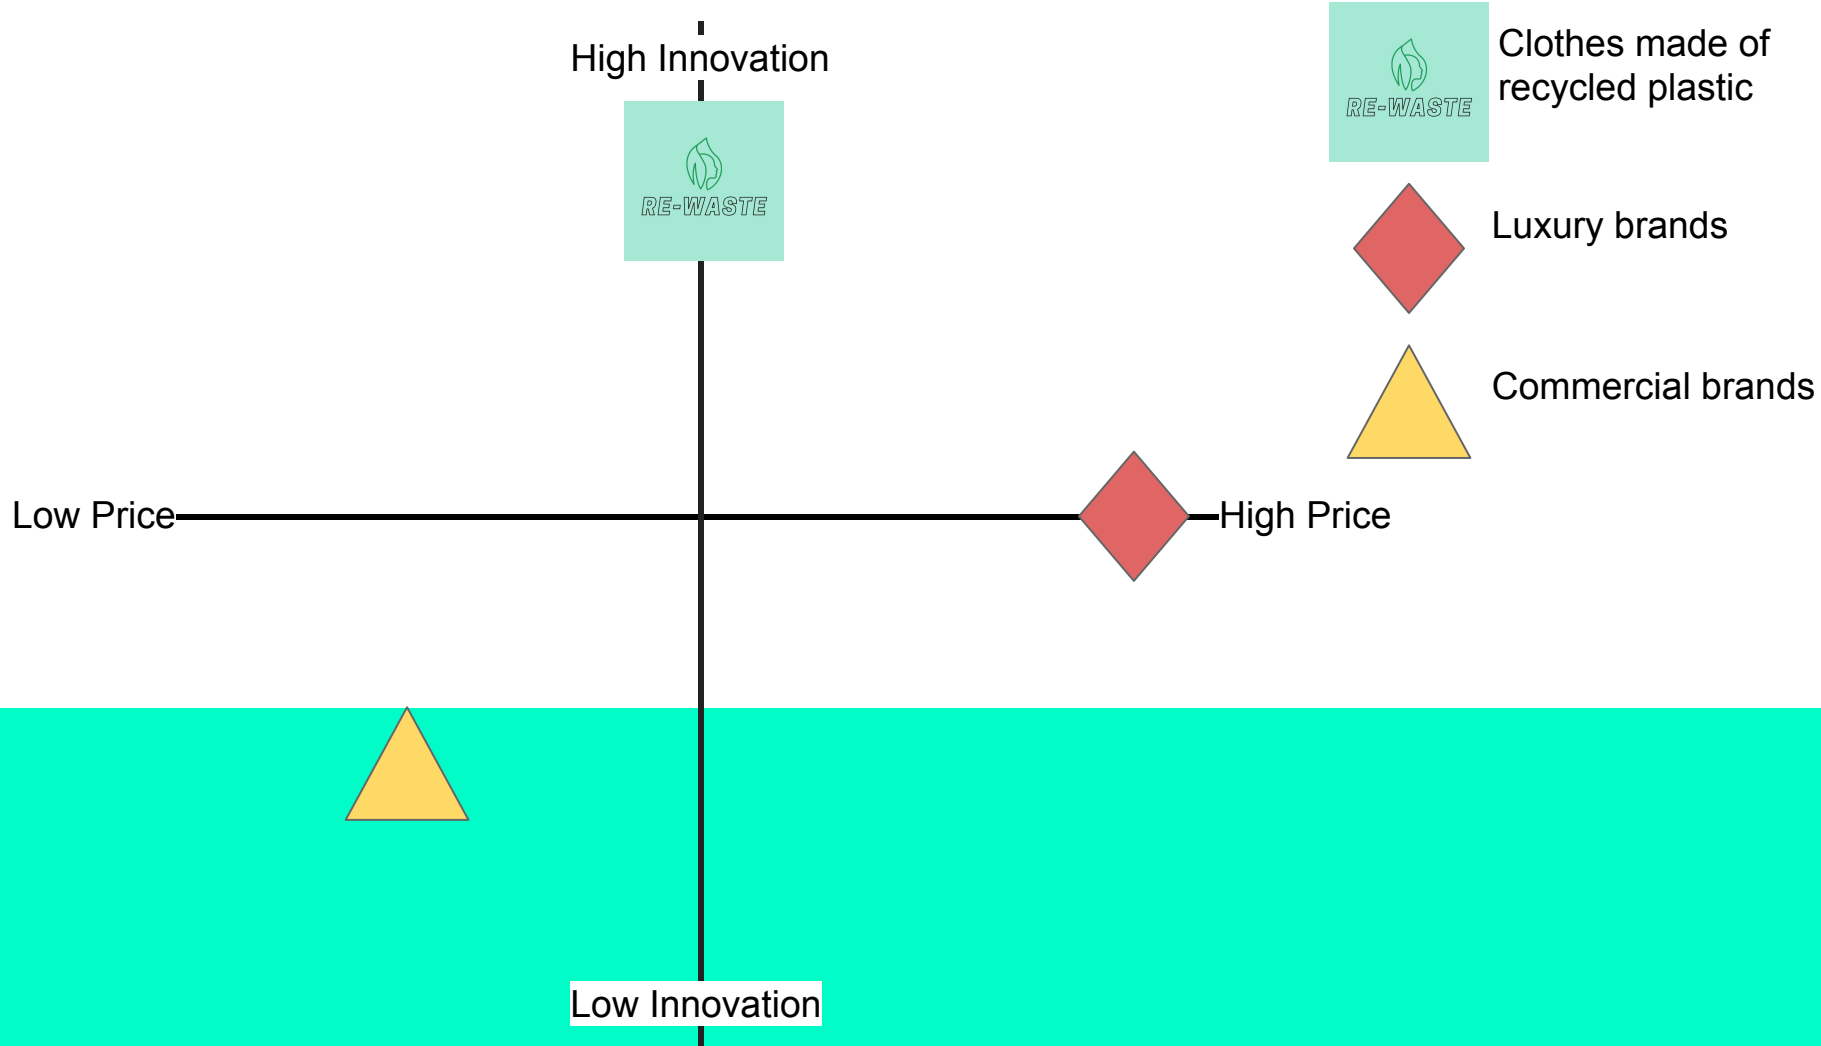 High Innovation
RE-WASTE
Low Price
High Price
Low Innovation
RE-WASTE
Clothes made of
recycled plastic
Luxury brands
Commercial brands